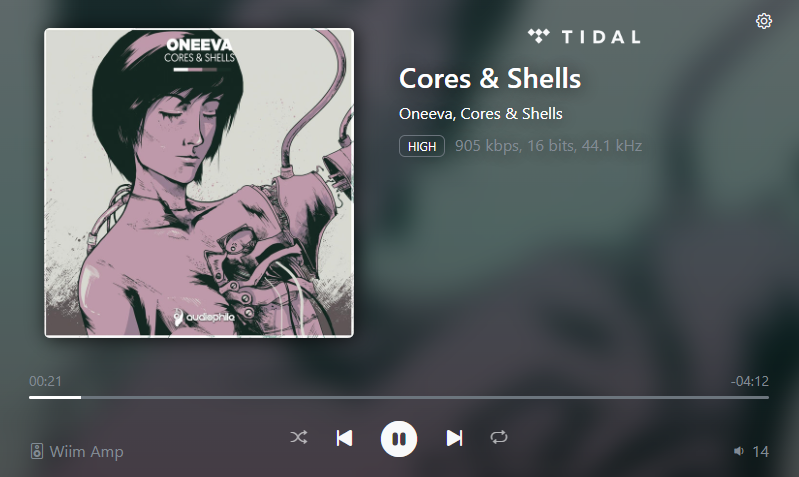 ONEEVA
CORES & SHELLS
audiophile
TIDAL
Cores & Shells
Oneeva, Cores & Shells
HIGH 905 kbps, 16 bits, 44.1 kHz
00:21 -04:12
Wiim Amp 14